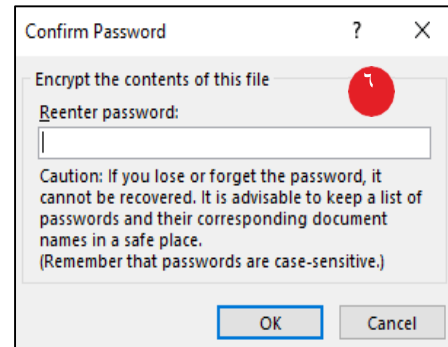 Confirm Password ? X
Encrypt the contents of this file
٦
Reenter password:
Caution: If you lose or forget the password, it
cannot be recovered. It is advisable to keep a list of
passwords and their corresponding document
names in a safe place.
(Remember that passwords are case-sensitive.)
OK Cancel